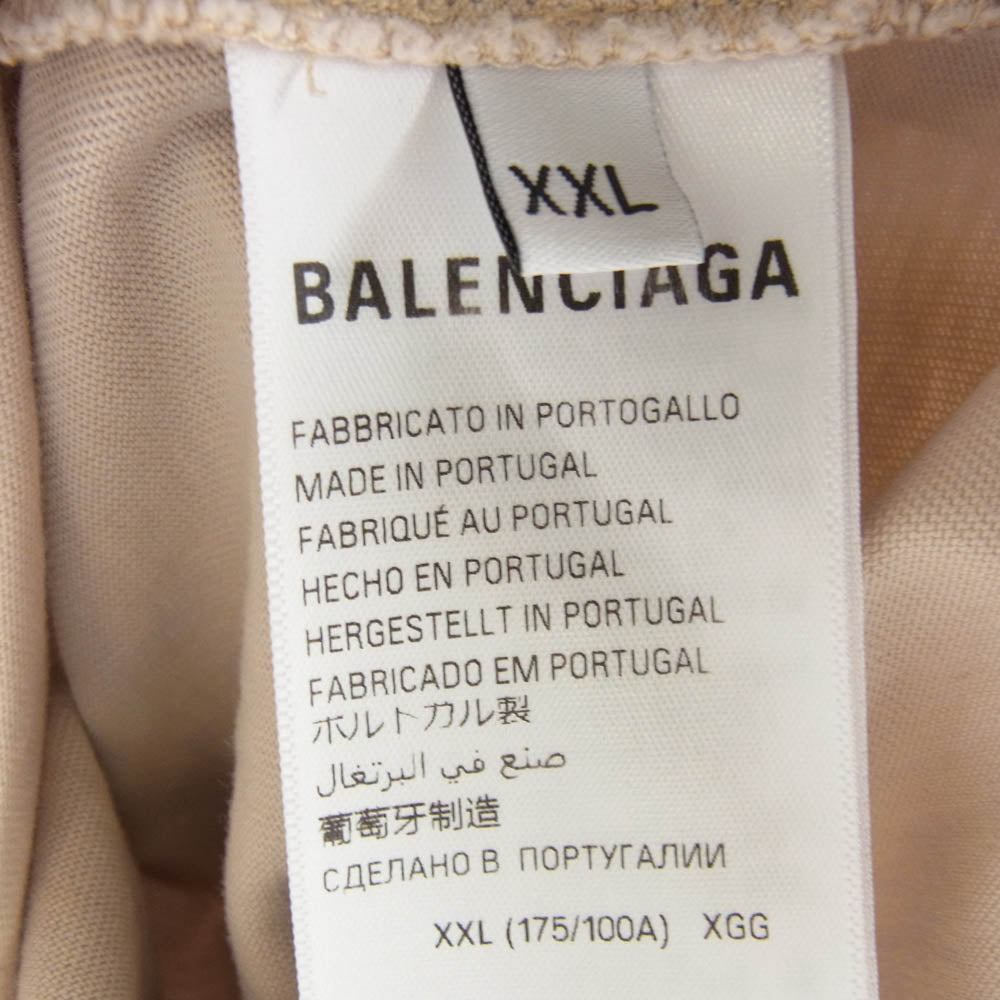 XXL
BALENCIAGA
FABBRICATO IN PORTOGALLO
MADE IN PORTUGAL
FABRIQUÉ AU PORTUGAL
HECHO EN PORTUGAL
HERGESTELLT IN PORTUGAL
FABRICADO EM PORTUGAL
ポルトガル製
صنع في البرتغال
葡萄牙制造
СДЕЛАНО В ПОРТУГАЛИИ
XXL (175/100A) XGG